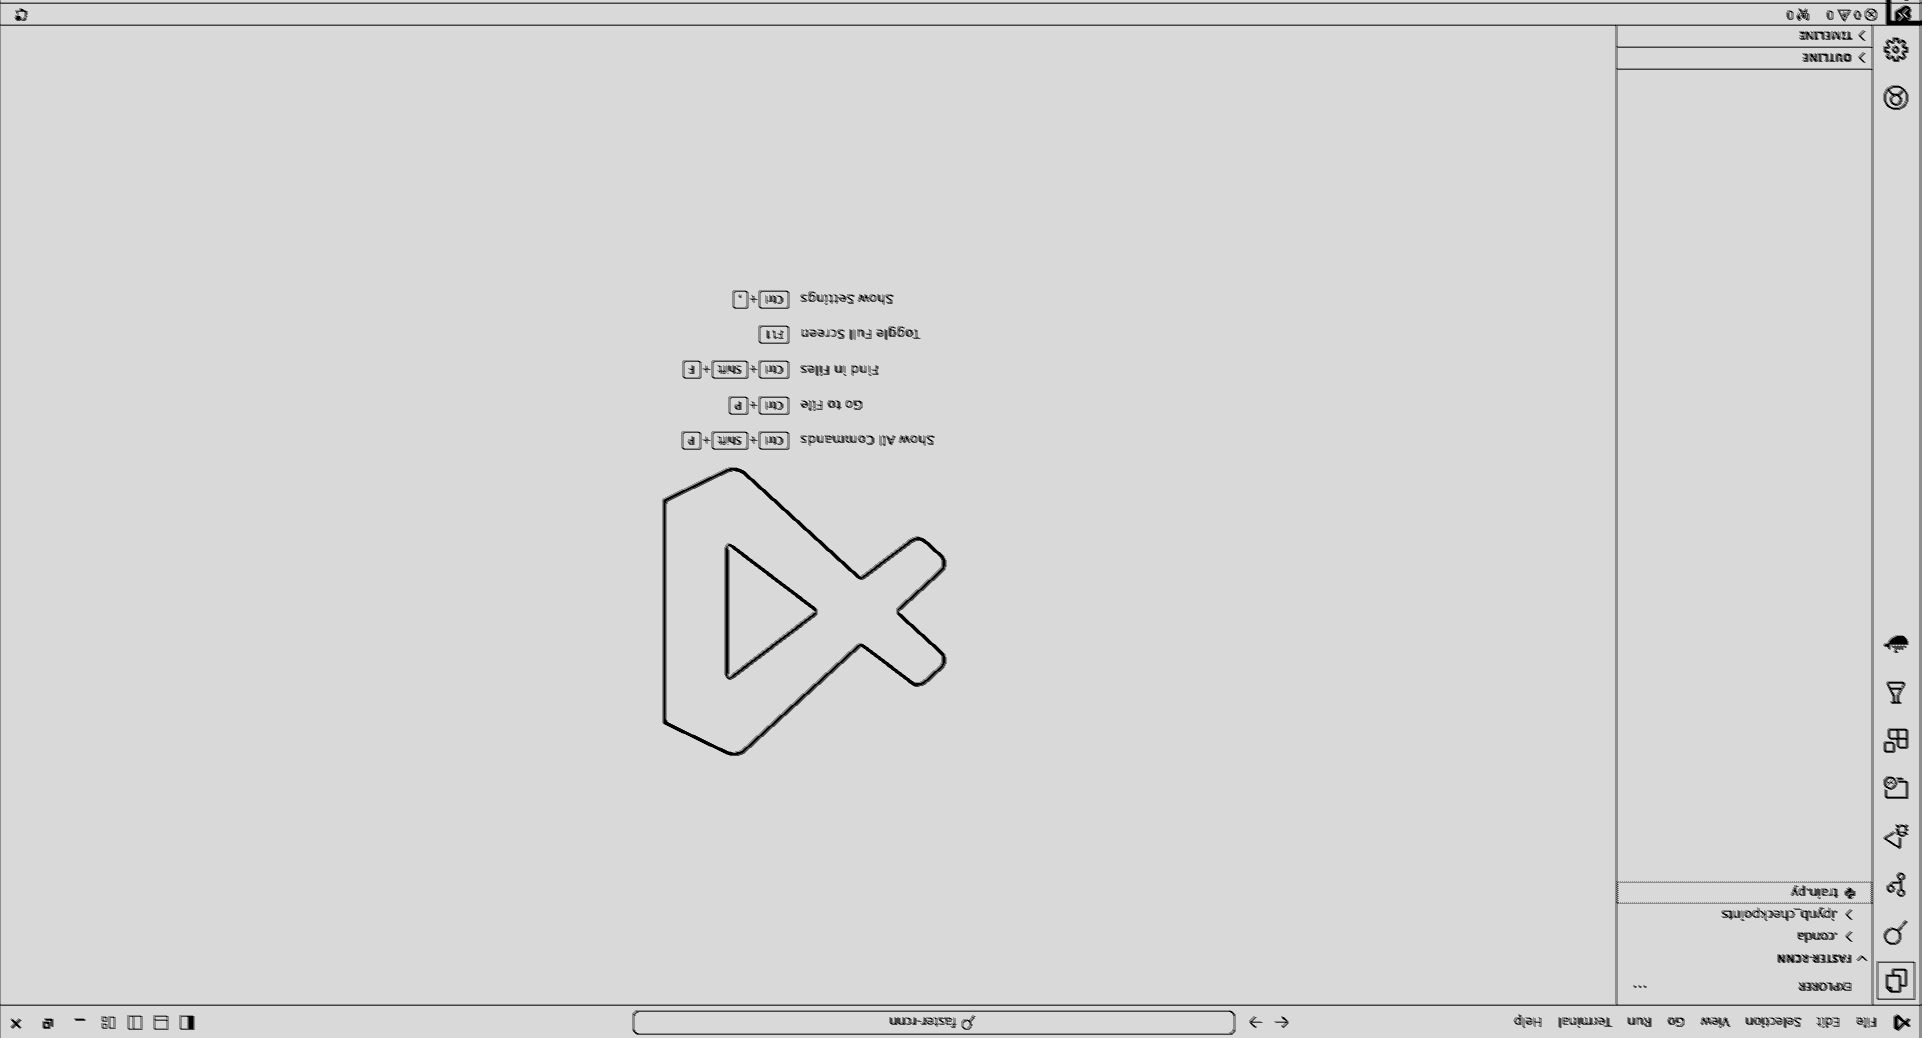 File Edit Selection View Go Run Terminal Help
faster-rcnn
EXPLORER
FASTER-RCNN
.conda
.ipynb_checkpoints
train.py
Show All Commands Ctrl + Shift + P
Go to File Ctrl + P
Find in Files Ctrl + Shift + F
Toggle Full Screen F11
Show Settings Ctrl + ,
OUTLINE
TIMELINE
0 0 0